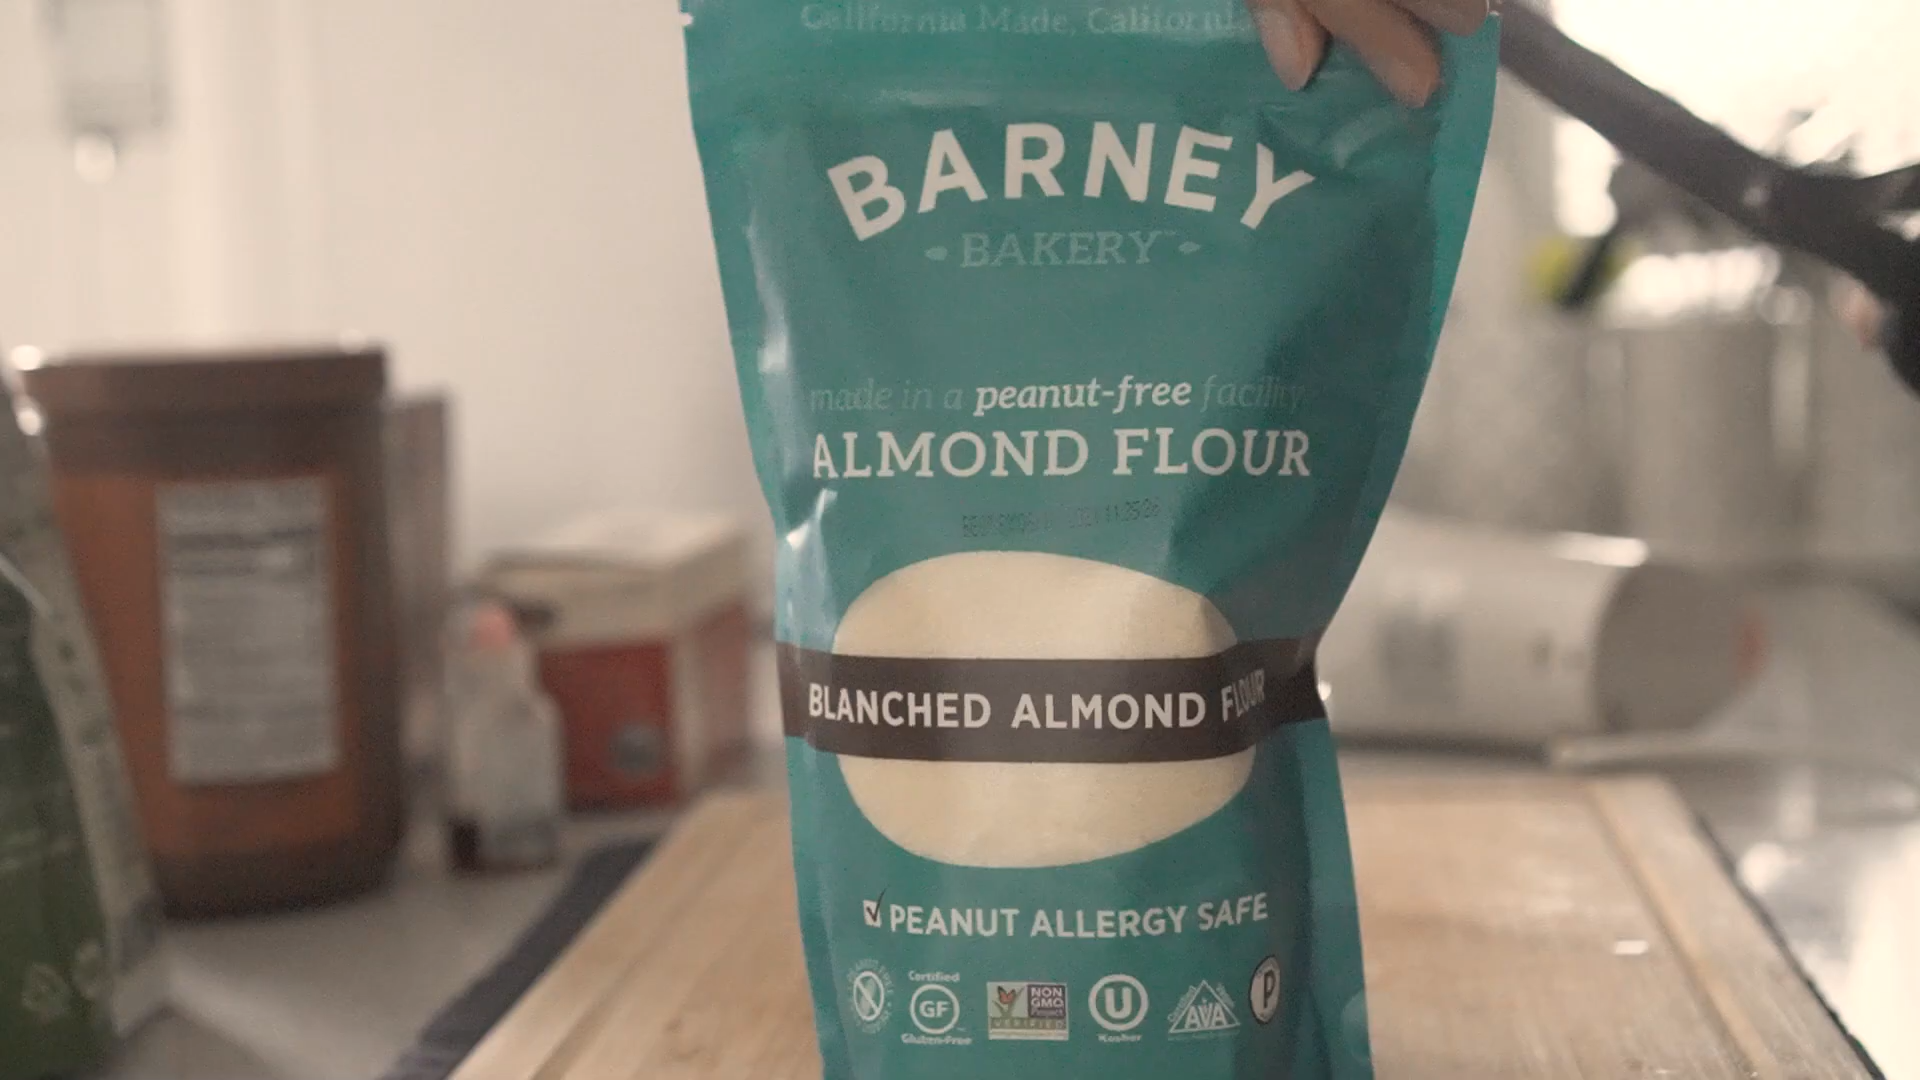 California Made, California
BARNEY
BAKERY™
made in a peanut-free facility
ALMOND FLOUR
BLANCHED ALMOND FLOUR
PEANUT ALLERGY SAFE
Certified
GF
Gluten-Free
NON
GMO
Project
VERIFIED
U
Kosher
AVA
P